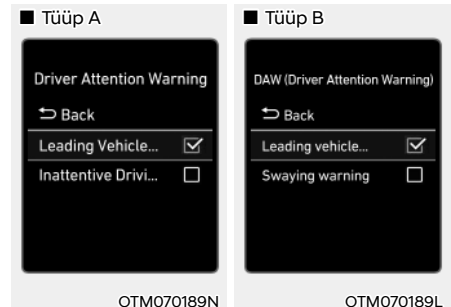 ■ Tüüp A
Driver Attention Warning
Back
Leading Vehicle...
Inattentive Drivi...
OTM070189N
■ Tüüp B
DAW (Driver Attention Warning)
Back
Leading vehicle...
Swaying warning
OTM070189L